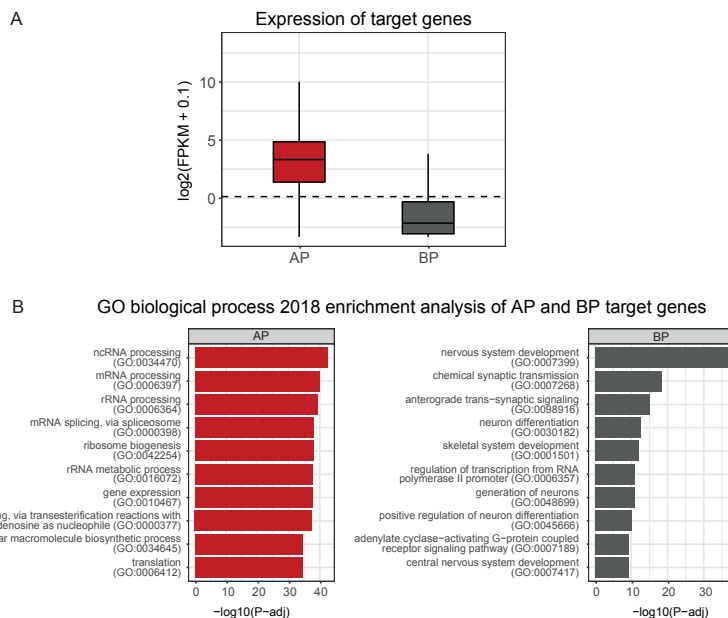 A
Expression of target genes
log2(FPKM + 0.1)
10
5
0
AP
BP
B
GO biological process 2018 enrichment analysis of AP and BP target genes
AP
ncRNA processing
(GO:0034470)
mRNA processing
(GO:0006397)
rRNA processing
(GO:0006364)
mRNA splicing, via spliceosome
(GO:0000398)
ribosome biogenesis
(GO:0042254)
rRNA metabolic process
(GO:0016072)
gene expression
(GO:0010467)
via transesterification reactions with
as nucleophile (GO:0000377)
macromolecule biosynthetic process
(GO:0034645)
translation
(GO:0006412)
0 10 20 30 40
−log10(P−adj)
BP
nervous system development
(GO:0007399)
chemical synaptic transmission
(GO:0007268)
anterograde trans−synaptic signaling
(GO:0098916)
neuron differentiation
(GO:0030182)
skeletal system development
(GO:0001501)
regulation of transcription from RNA
polymerase II promoter (GO:0006357)
generation of neurons
(GO:0048699)
positive regulation of neuron differentiation
(GO:0045666)
adenylate cyclase−activating G−protein coupled
receptor signaling pathway (GO:0007189)
central nervous system development
(GO:0007417)
0 10 20 30
−log10(P−adj)